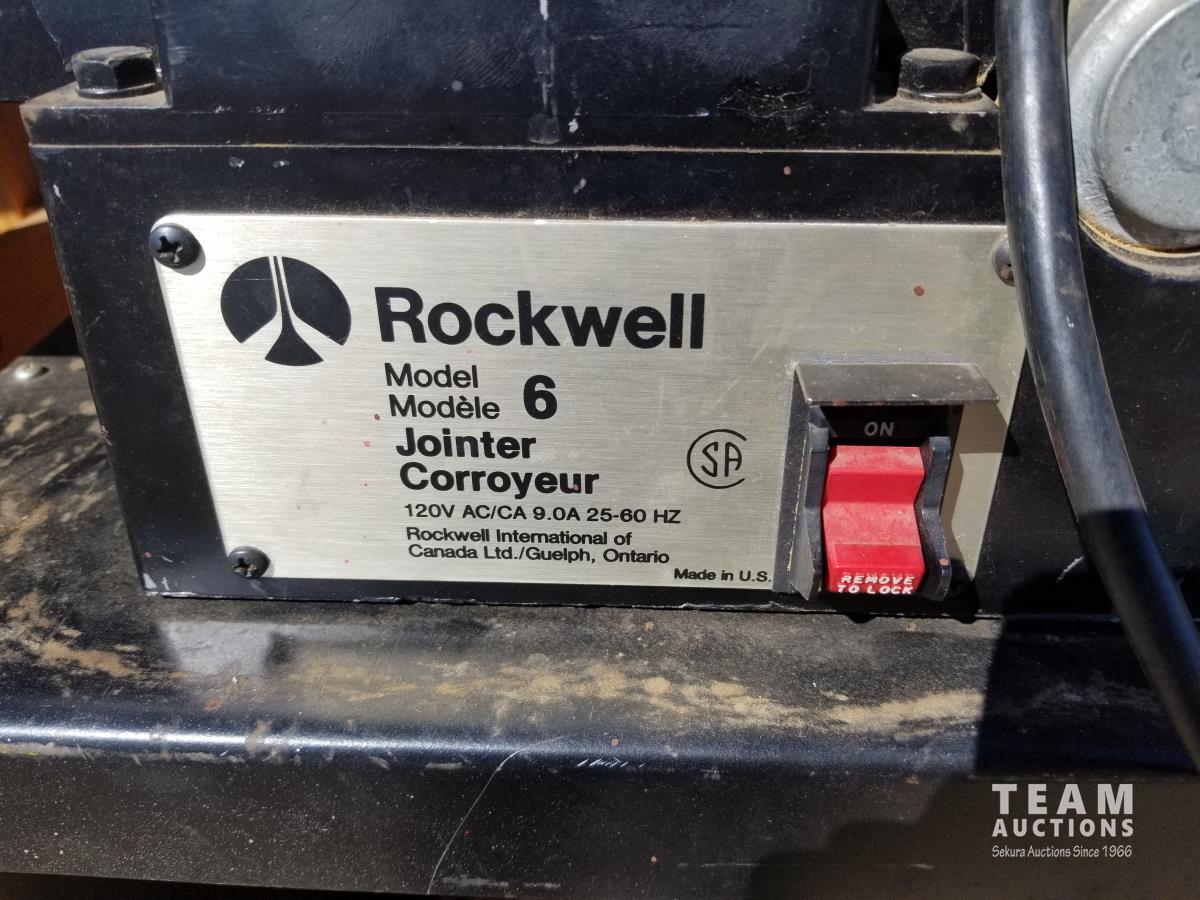 Rockwell
Model
Modèle 6
Jointer
Corroyeur
120V AC/CA 9.0A 25-60 HZ
Rockwell International of
Canada Ltd./Guelph, Ontario
Made in U.S.
SA
ON
REMOVE
TO LOCK
TEAM
AUCTIONS
Sekura Auctions Since 1966